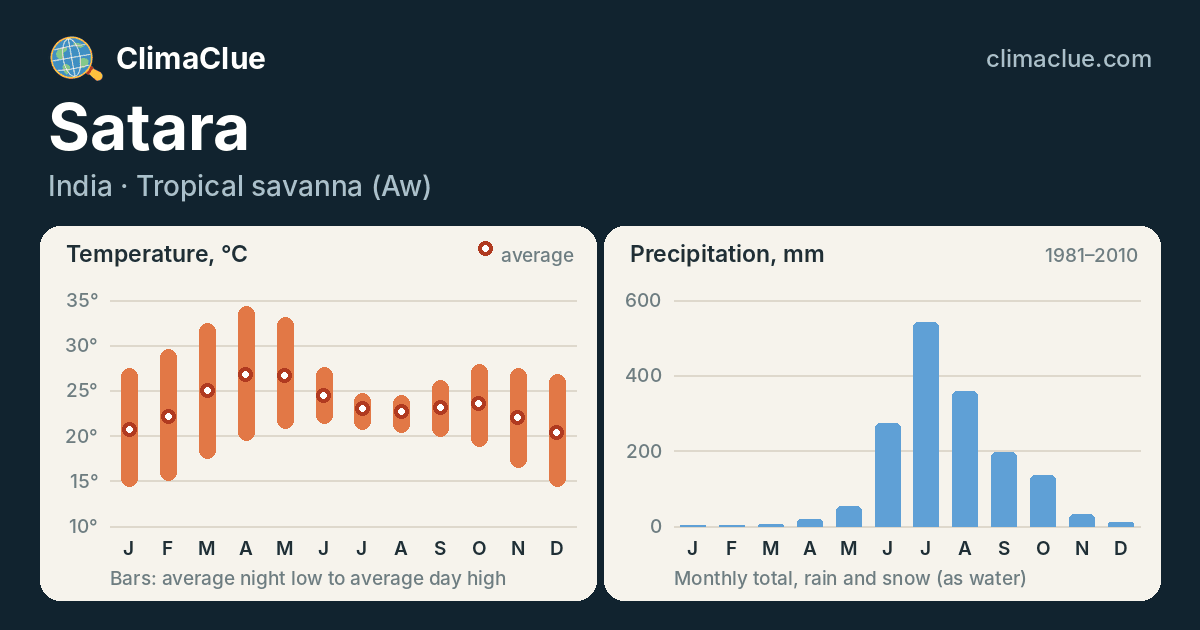 ClimaClue
climaclue.com
Satara
India · Tropical savanna (Aw)
Temperature, °C
average
35°
30°
25°
20°
15°
10°
J F M A M J J A S O N D
Bars: average night low to average day high
Precipitation, mm
1981–2010
600
400
200
0
J F M A M J J A S O N D
Monthly total, rain and snow (as water)